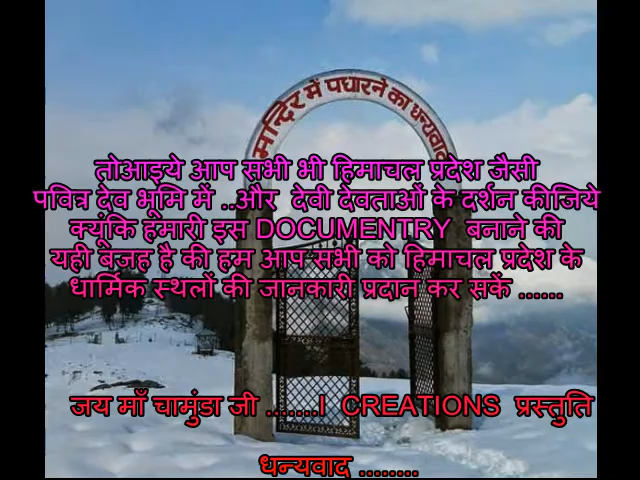 मन्दिर में पधारने का धन्यवाद
तोआइये आप सभी भी हिमाचल प्रदेश जैसी
पवित्र देव भूमि में ..और देवी देवताओं के दर्शन कीजिये
क्यूंकि हमारी इस DOCUMENTRY बनाने की
यही बजह है की हम आप सभी को हिमाचल प्रदेश के
धार्मिक स्थलों की जानकारी प्रदान कर सकें ......
जय माँ चामुंडा जी .......I CREATIONS प्रस्तुति
धन्यवाद ........